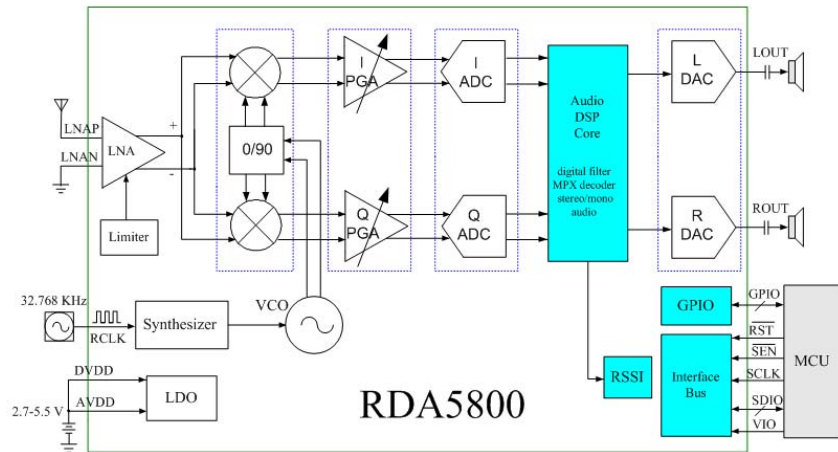 LNAP
LNAN
LNA
+
-
Limiter
0/90
I
PGA
Q
PGA
I
ADC
Q
ADC
Audio
DSP
Core
digital filter
MPX decoder
stereo/mono
audio
L
DAC
R
DAC
LOUT
ROUT
32.768 KHz
RCLK
Synthesizer
VCO
DVDD
AVDD
2.7-5.5 V
LDO
RDA5800
RSSI
GPIO
Interface
Bus
GPIO
RST
SEN
SCLK
SDIO
VIO
MCU